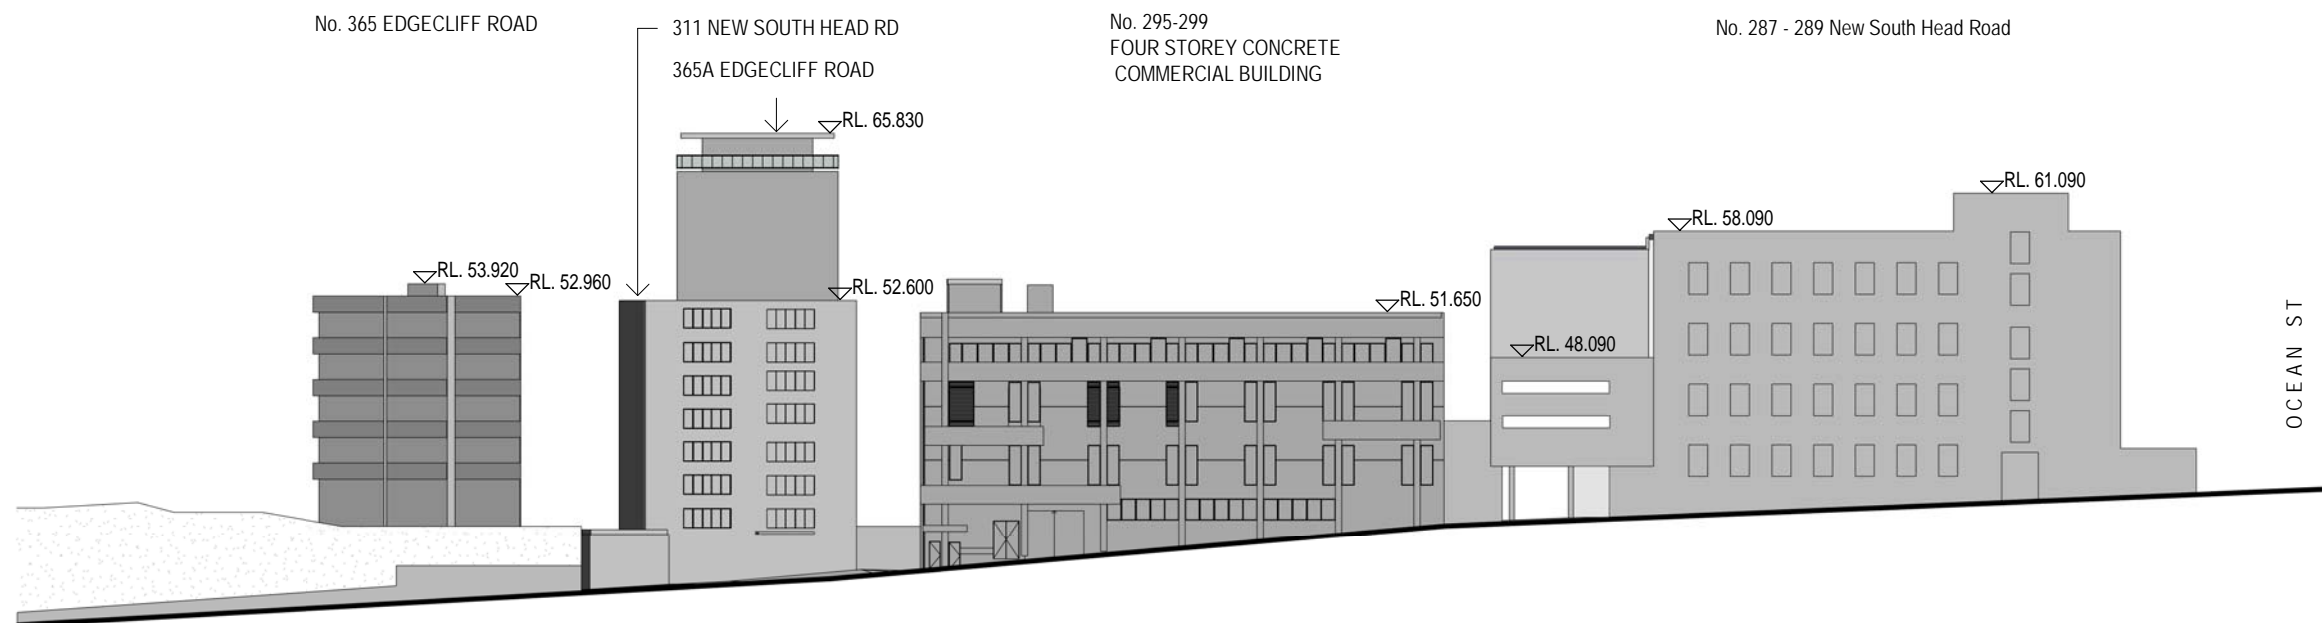 No. 365 EDGECLIFF ROAD
311 NEW SOUTH HEAD RD
365A EDGECLIFF ROAD
No. 295-299
FOUR STOREY CONCRETE
COMMERCIAL BUILDING
No. 287 - 289 New South Head Road
RL. 65.830
RL. 61.090
RL. 58.090
RL. 53.920
RL. 52.960
RL. 52.600
RL. 51.650
RL. 48.090
OCEAN ST